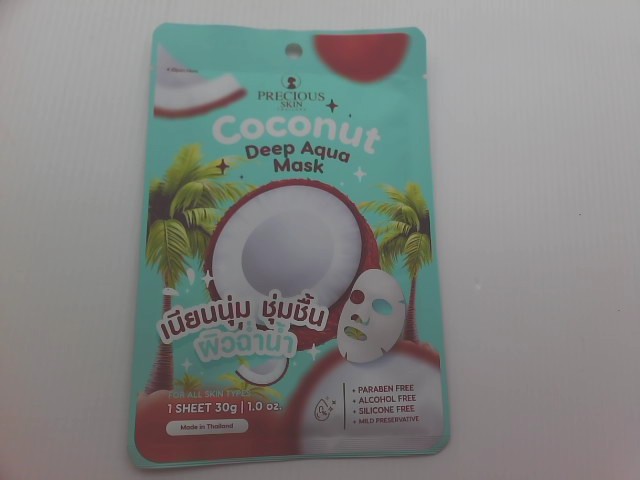 PRECIOUS
SKIN
Coconut
Deep Aqua
Mask
เนียนนุ่ม ชุ่มชื้น
ผิวฉ่ำน้ำ
FOR ALL SKIN TYPES
1 SHEET 30g | 1.0 oz.
Made in Thailand
• PARABEN FREE
• ALCOHOL FREE
• SILICONE FREE
• MILD PRESERVATIVE